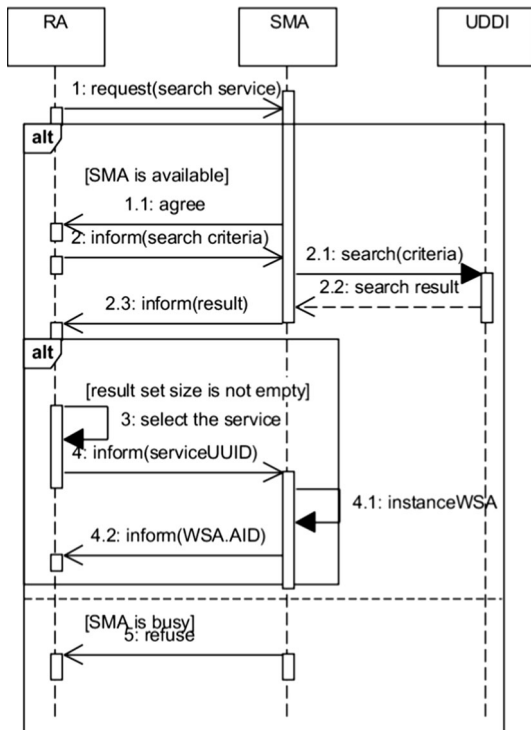 RA
SMA
UDDI
1: request(search service)
alt
[SMA is available]
1.1: agree
2: inform(search criteria)
2.1: search(criteria)
2.2: search result
2.3: inform(result)
alt
[result set size is not empty]
3: select the service
4: inform(serviceUUID)
4.1: instanceWSA
4.2: inform(WSA.AID)
[SMA is busy]
5: refuse